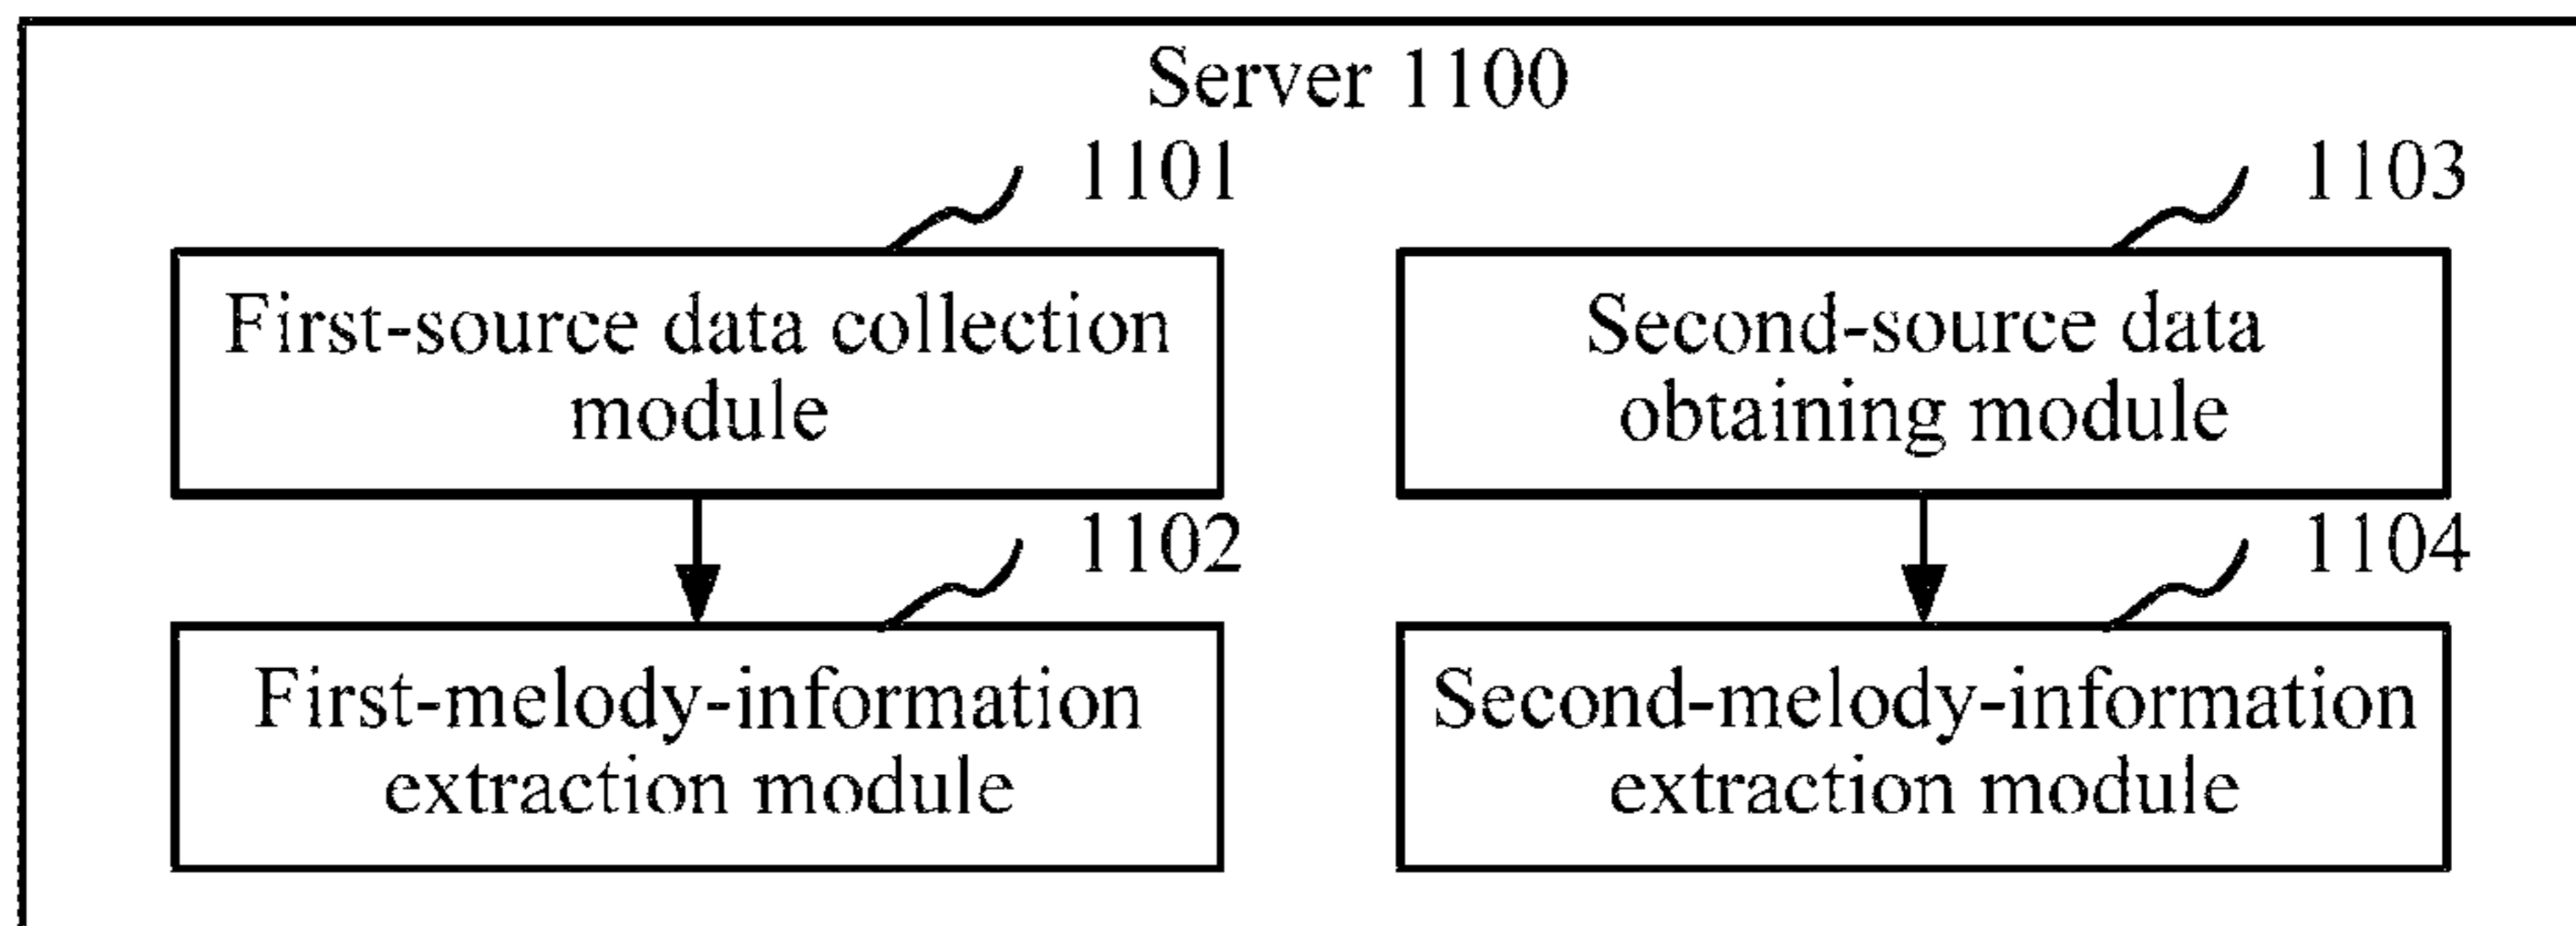 Server 1100
1101
First-source data collection
module
1103
Second-source data
obtaining module
1102
First-melody-information
extraction module
1104
Second-melody-information
extraction module